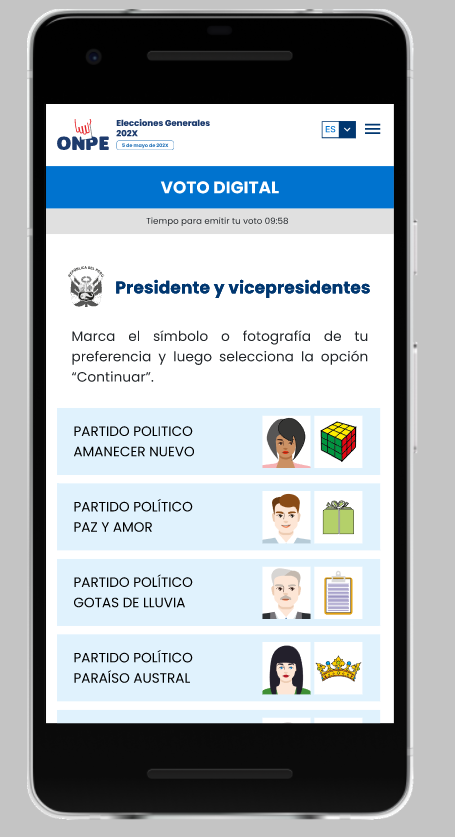 ONPE
Elecciones Generales
202X
5 de mayo de 202X
ES
VOTO DIGITAL
Tiempo para emitir tu voto 09:58
REPÚBLICA DEL PERÚ
Presidente y vicepresidentes
Marca el símbolo o fotografía de tu
preferencia y luego selecciona la opción
“Continuar”.
PARTIDO POLITICO
AMANECER NUEVO
PARTIDO POLÍTICO
PAZ Y AMOR
PARTIDO POLÍTICO
GOTAS DE LLUVIA
PARTIDO POLÍTICO
PARAÍSO AUSTRAL